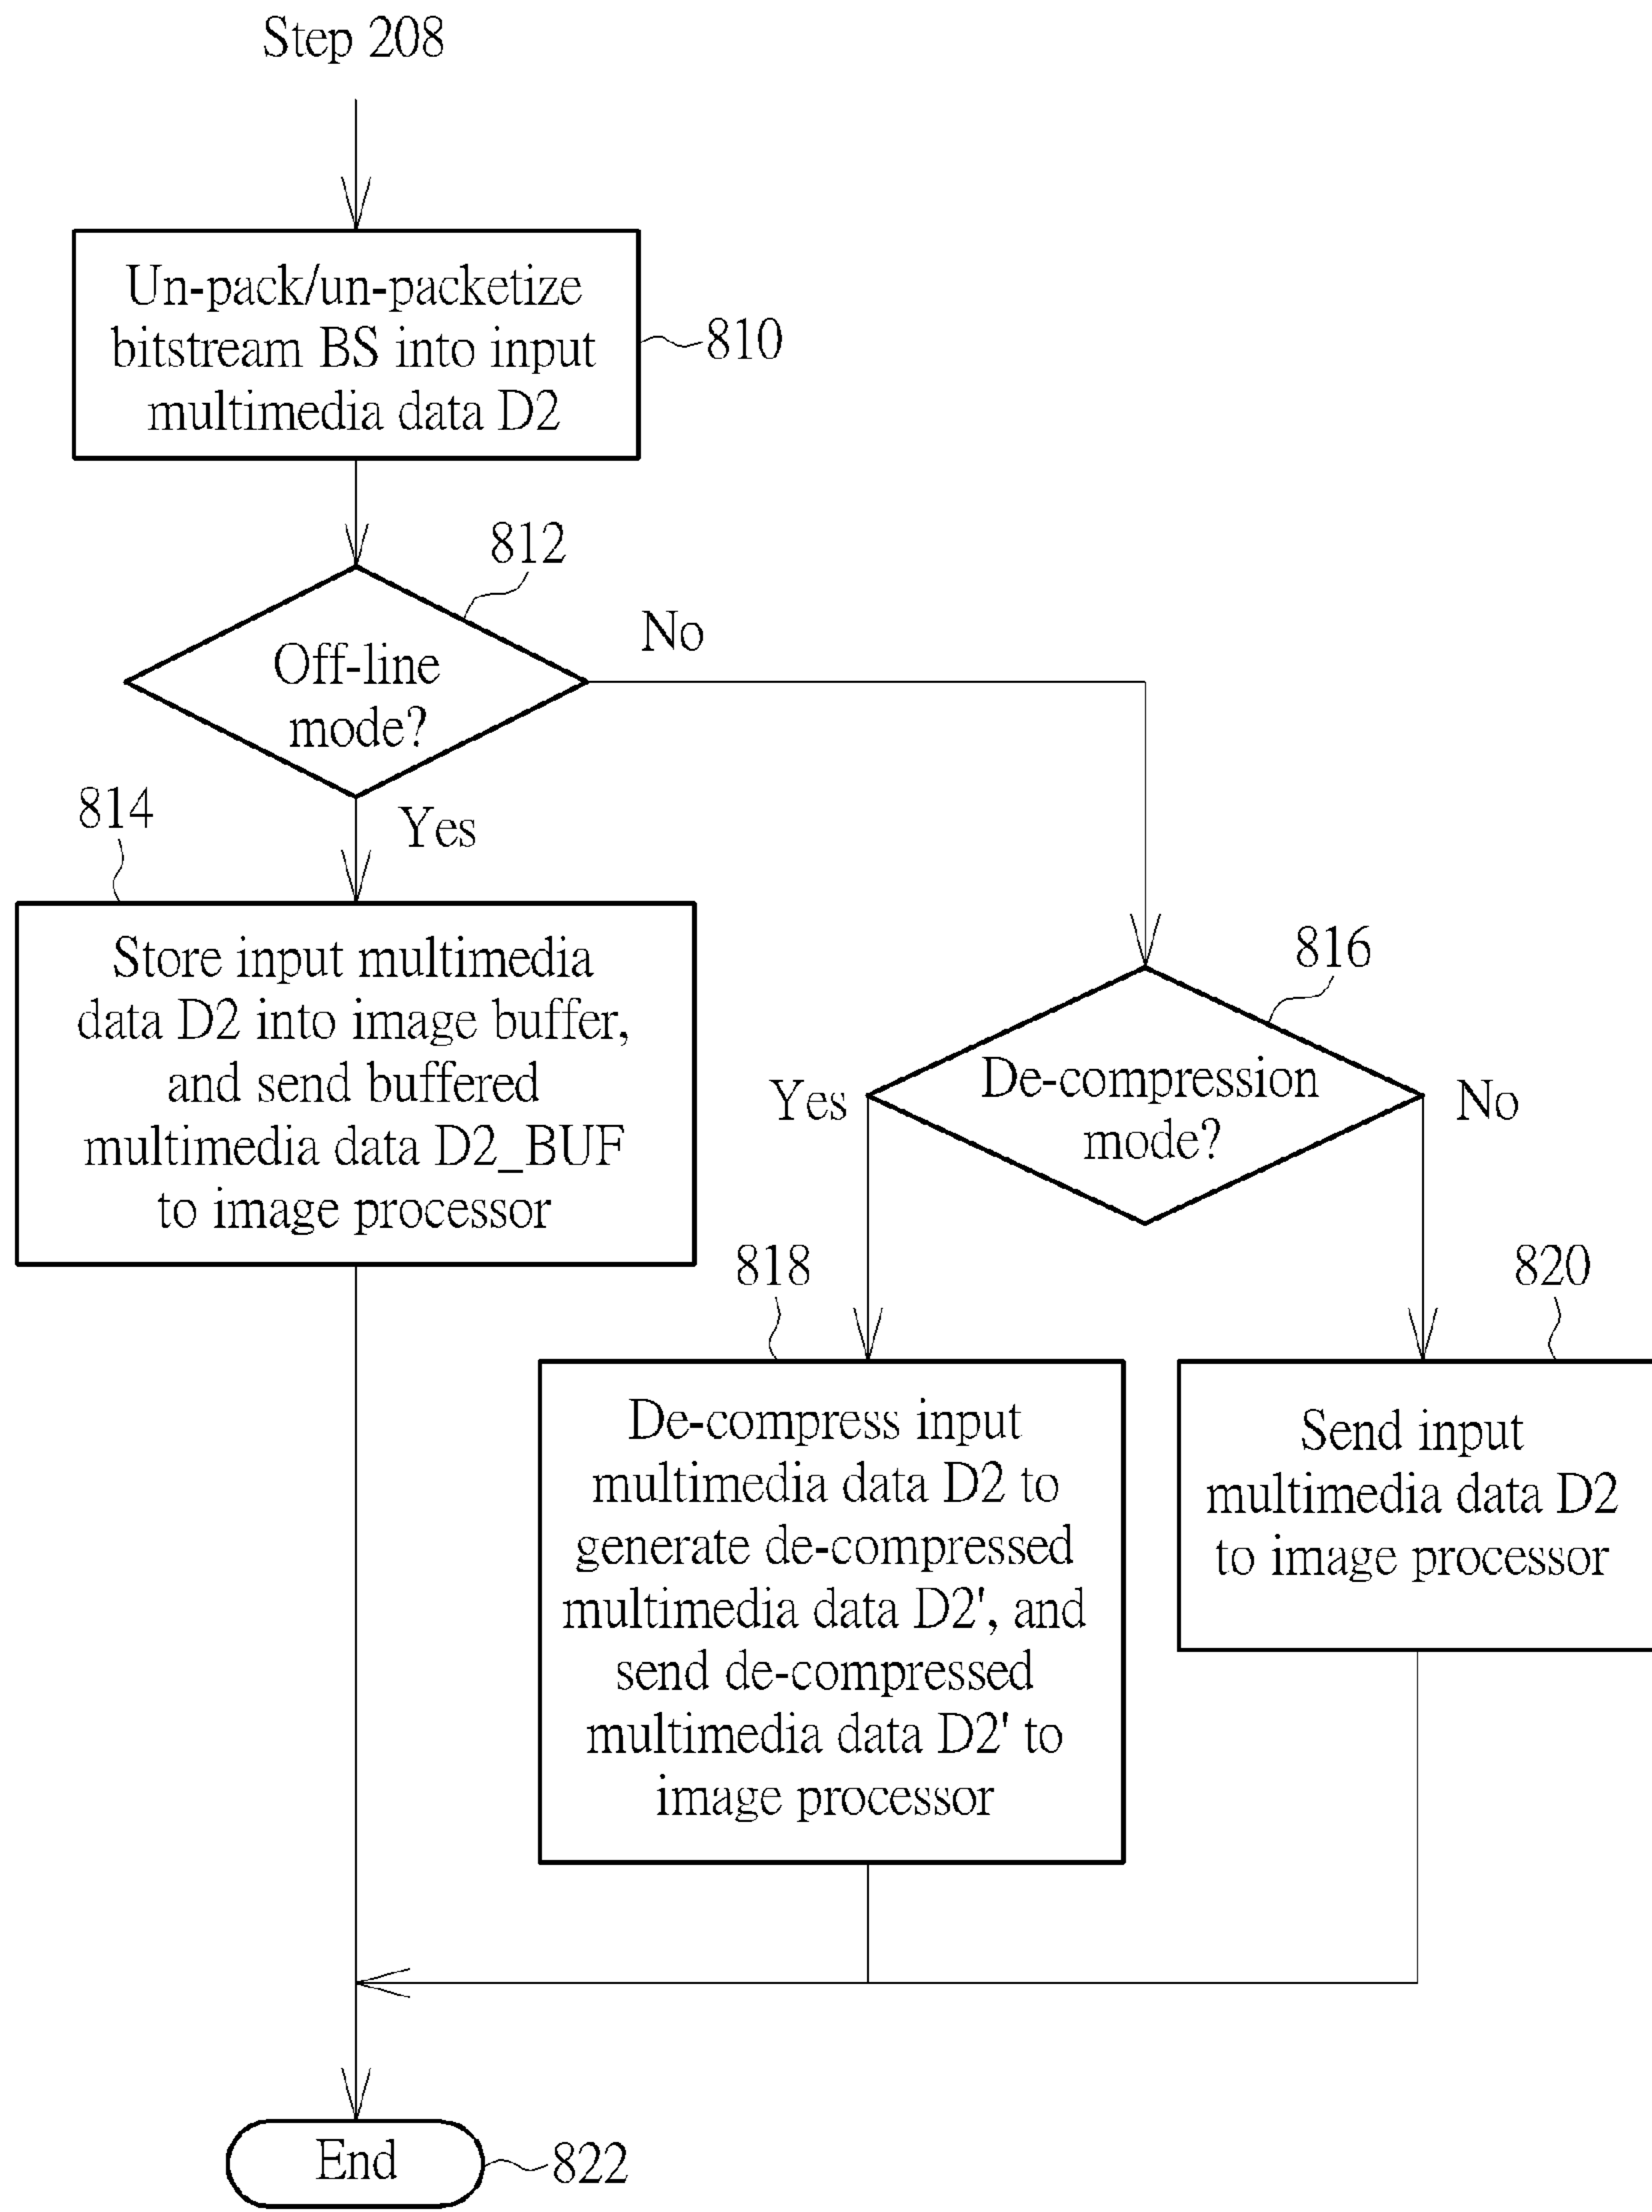 Step 208
Un-pack/un-packetize
bitstream BS into input
multimedia data D2
810
812
Off-line
mode?
No
Yes
814
Store input multimedia
data D2 into image buffer,
and send buffered
multimedia data D2_BUF
to image processor
816
De-compression
mode?
Yes
No
818
De-compress input
multimedia data D2 to
generate de-compressed
multimedia data D2', and
send de-compressed
multimedia data D2' to
image processor
820
Send input
multimedia data D2
to image processor
End
822